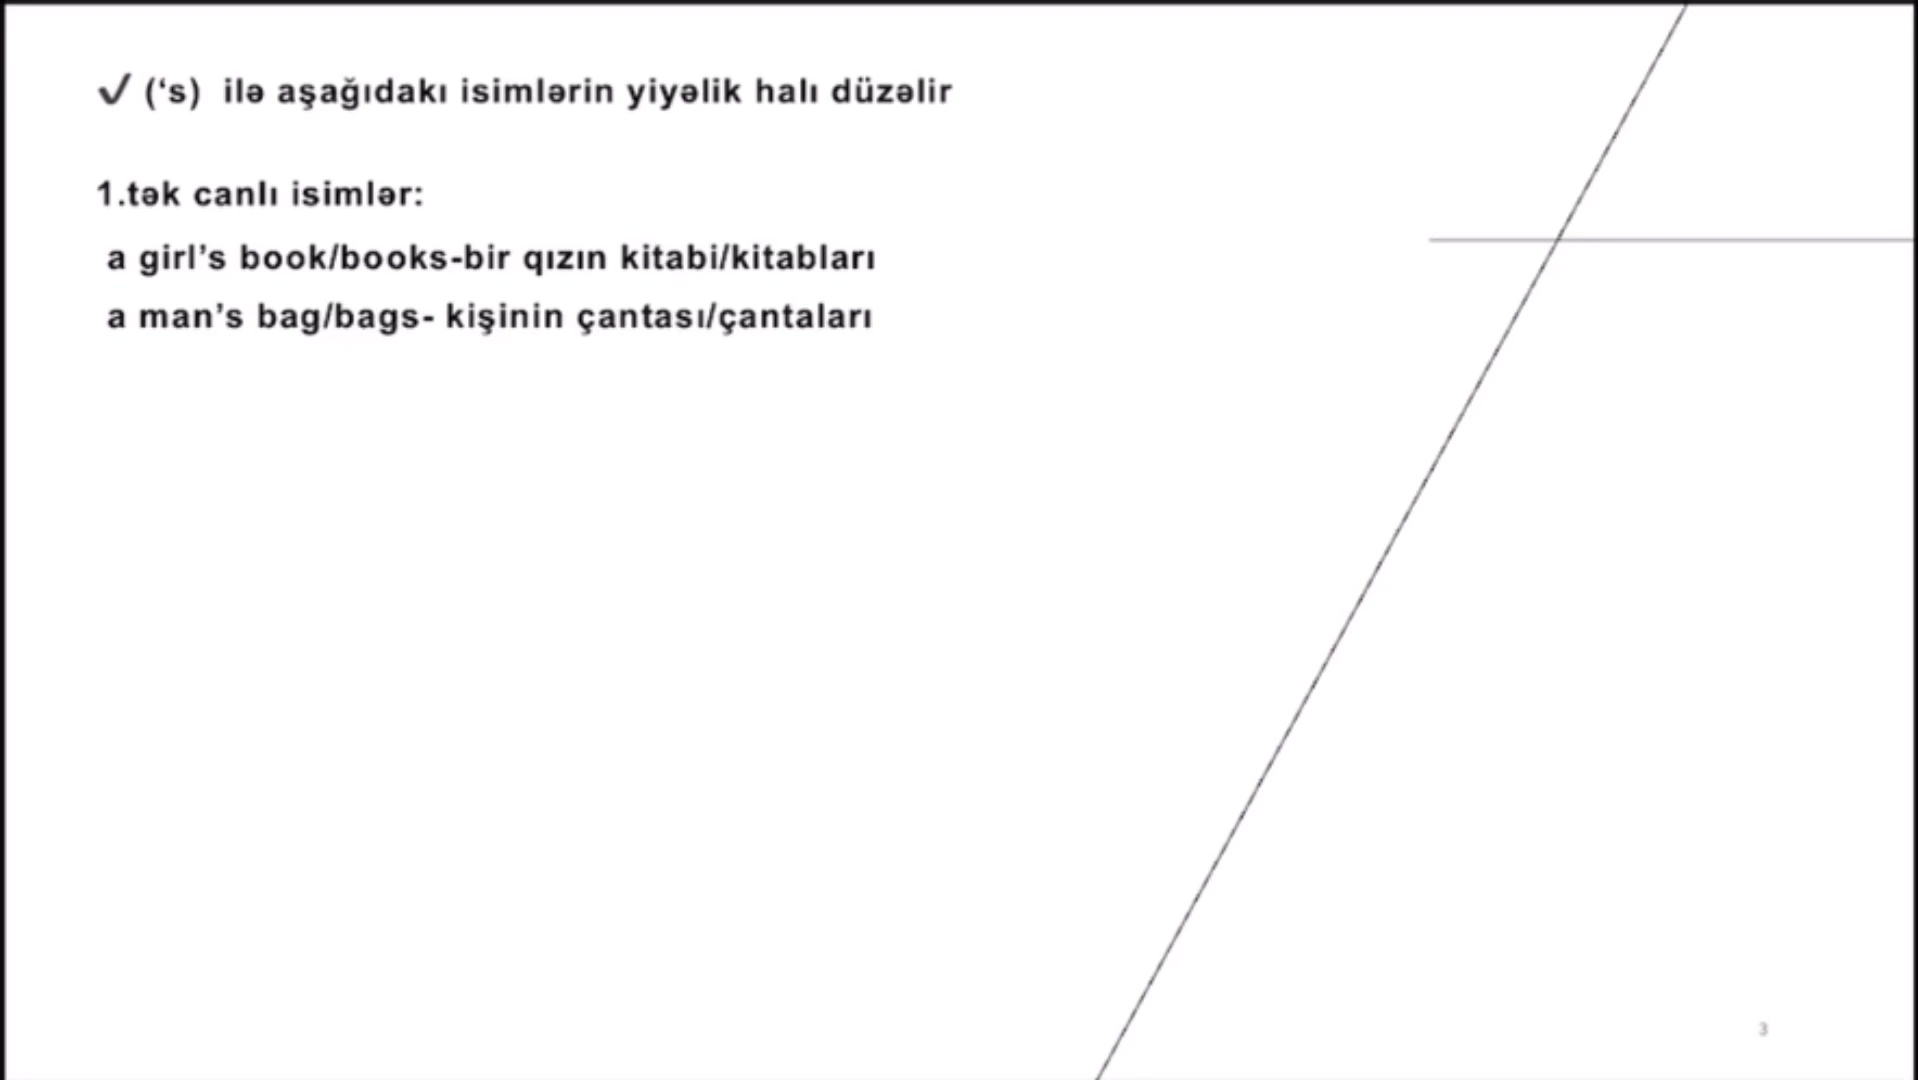 ✓ (‘s) ilə aşağıdakı isimlərin yiyəlik halı düzəlir
1.tək canlı isimlər:
a girl’s book/books-bir qızın kitabi/kitabları
a man’s bag/bags- kişinin çantası/çantaları
3